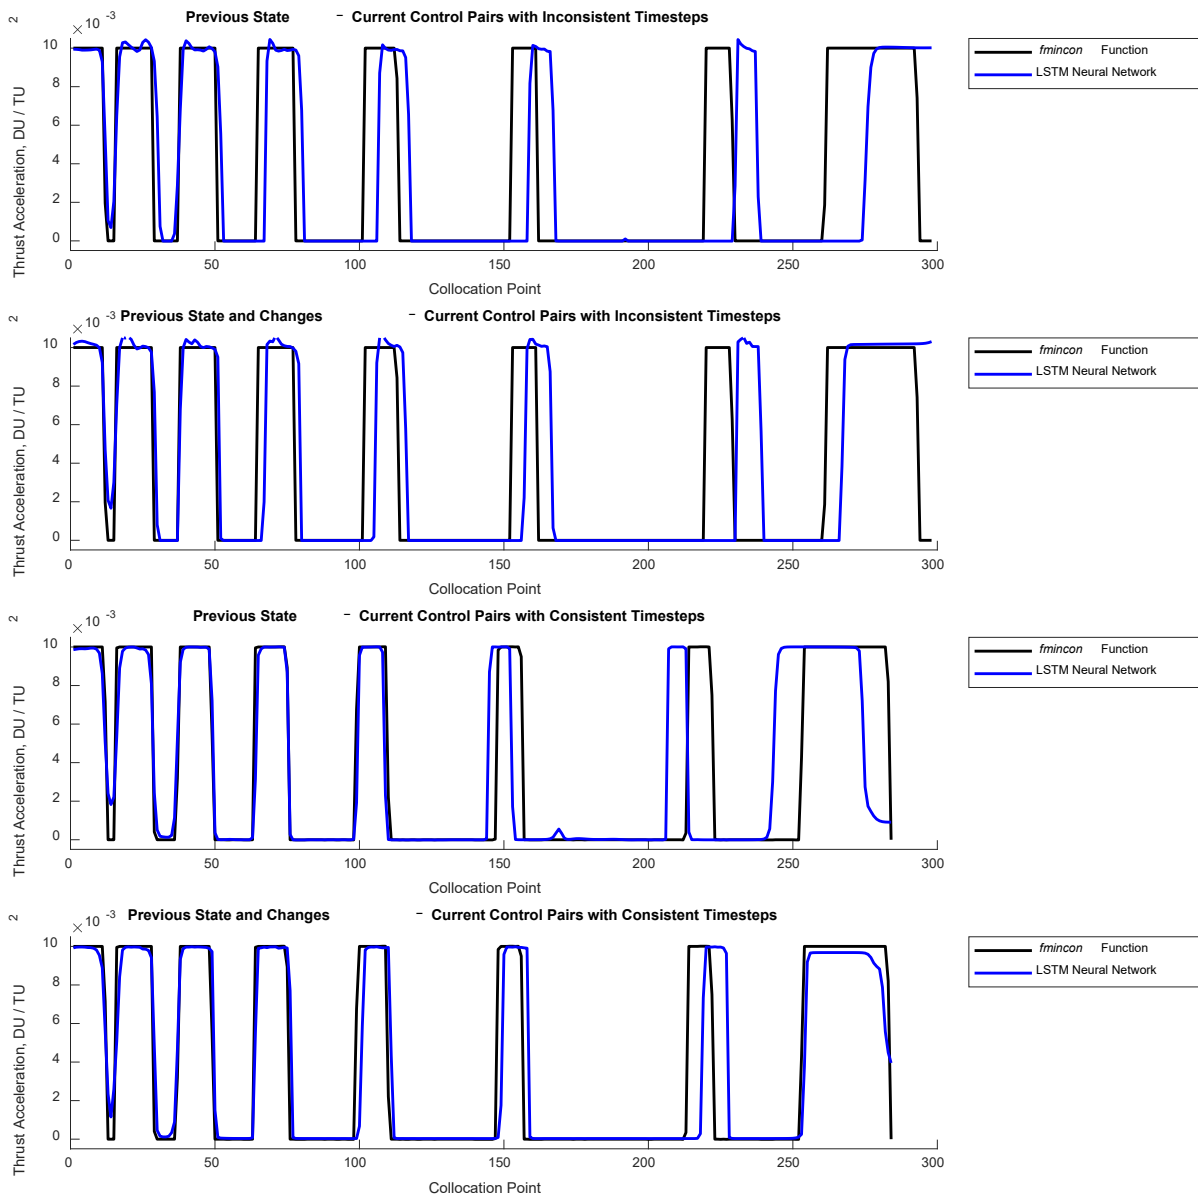 Previous State – Current Control Pairs with Inconsistent Timesteps
× 10 -3
Thrust Acceleration, DU / TU 2
10
8
6
4
2
0
0 50 100 150 200 250 300
Collocation Point
fmincon Function
LSTM Neural Network
Previous State and Changes – Current Control Pairs with Inconsistent Timesteps
× 10 -3
Thrust Acceleration, DU / TU 2
10
8
6
4
2
0
0 50 100 150 200 250 300
Collocation Point
fmincon Function
LSTM Neural Network
Previous State – Current Control Pairs with Consistent Timesteps
× 10 -3
Thrust Acceleration, DU / TU 2
10
8
6
4
2
0
0 50 100 150 200 250 300
Collocation Point
fmincon Function
LSTM Neural Network
Previous State and Changes – Current Control Pairs with Consistent Timesteps
× 10 -3
Thrust Acceleration, DU / TU 2
10
8
6
4
2
0
0 50 100 150 200 250 300
Collocation Point
fmincon Function
LSTM Neural Network